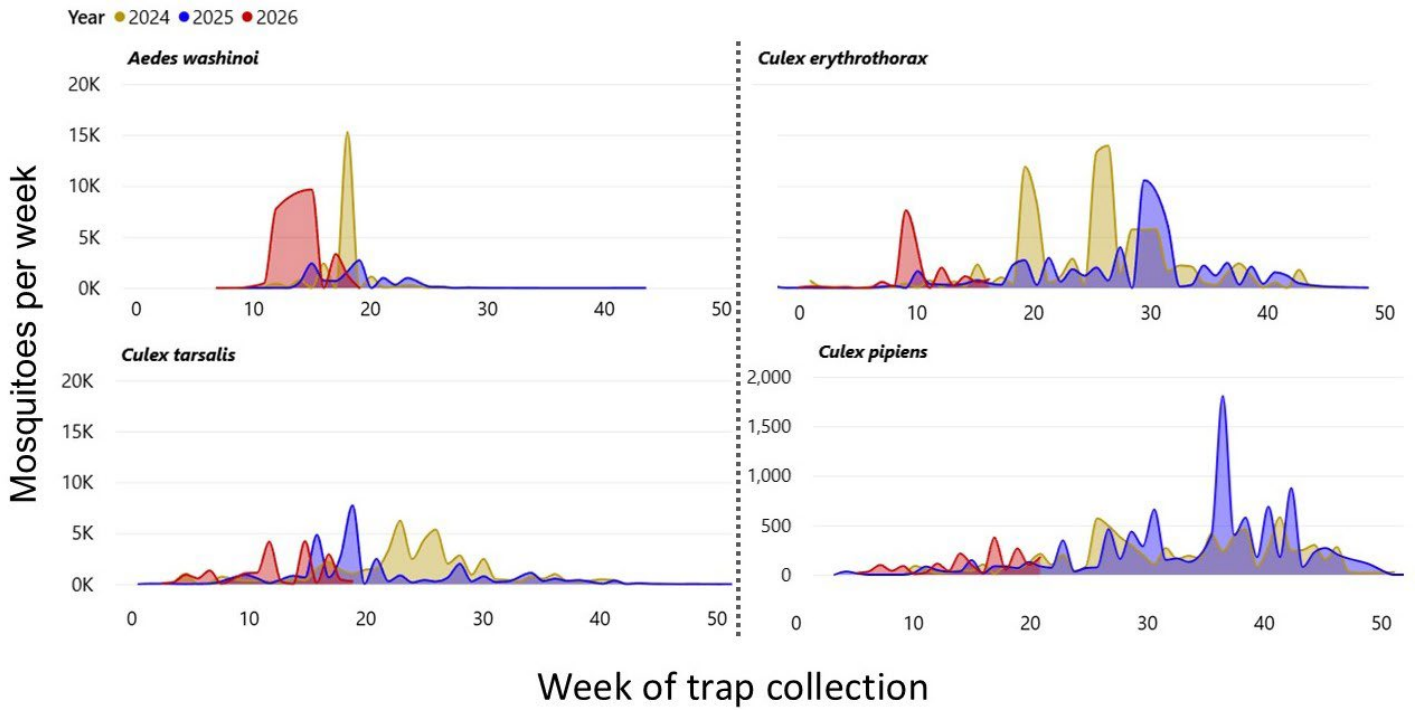 Year 2024 2025 2026
Aedes washinoi
20K
15K
10K
5K
0K
0 10 20 30 40 50
Culex erythrothorax
0 10 20 30 40 50
Culex tarsalis
20K
15K
10K
5K
0K
0 10 20 30 40 50
Culex pipiens
2,000
1,500
1,000
500
0
0 10 20 30 40 50
Mosquitoes per week
Week of trap collection